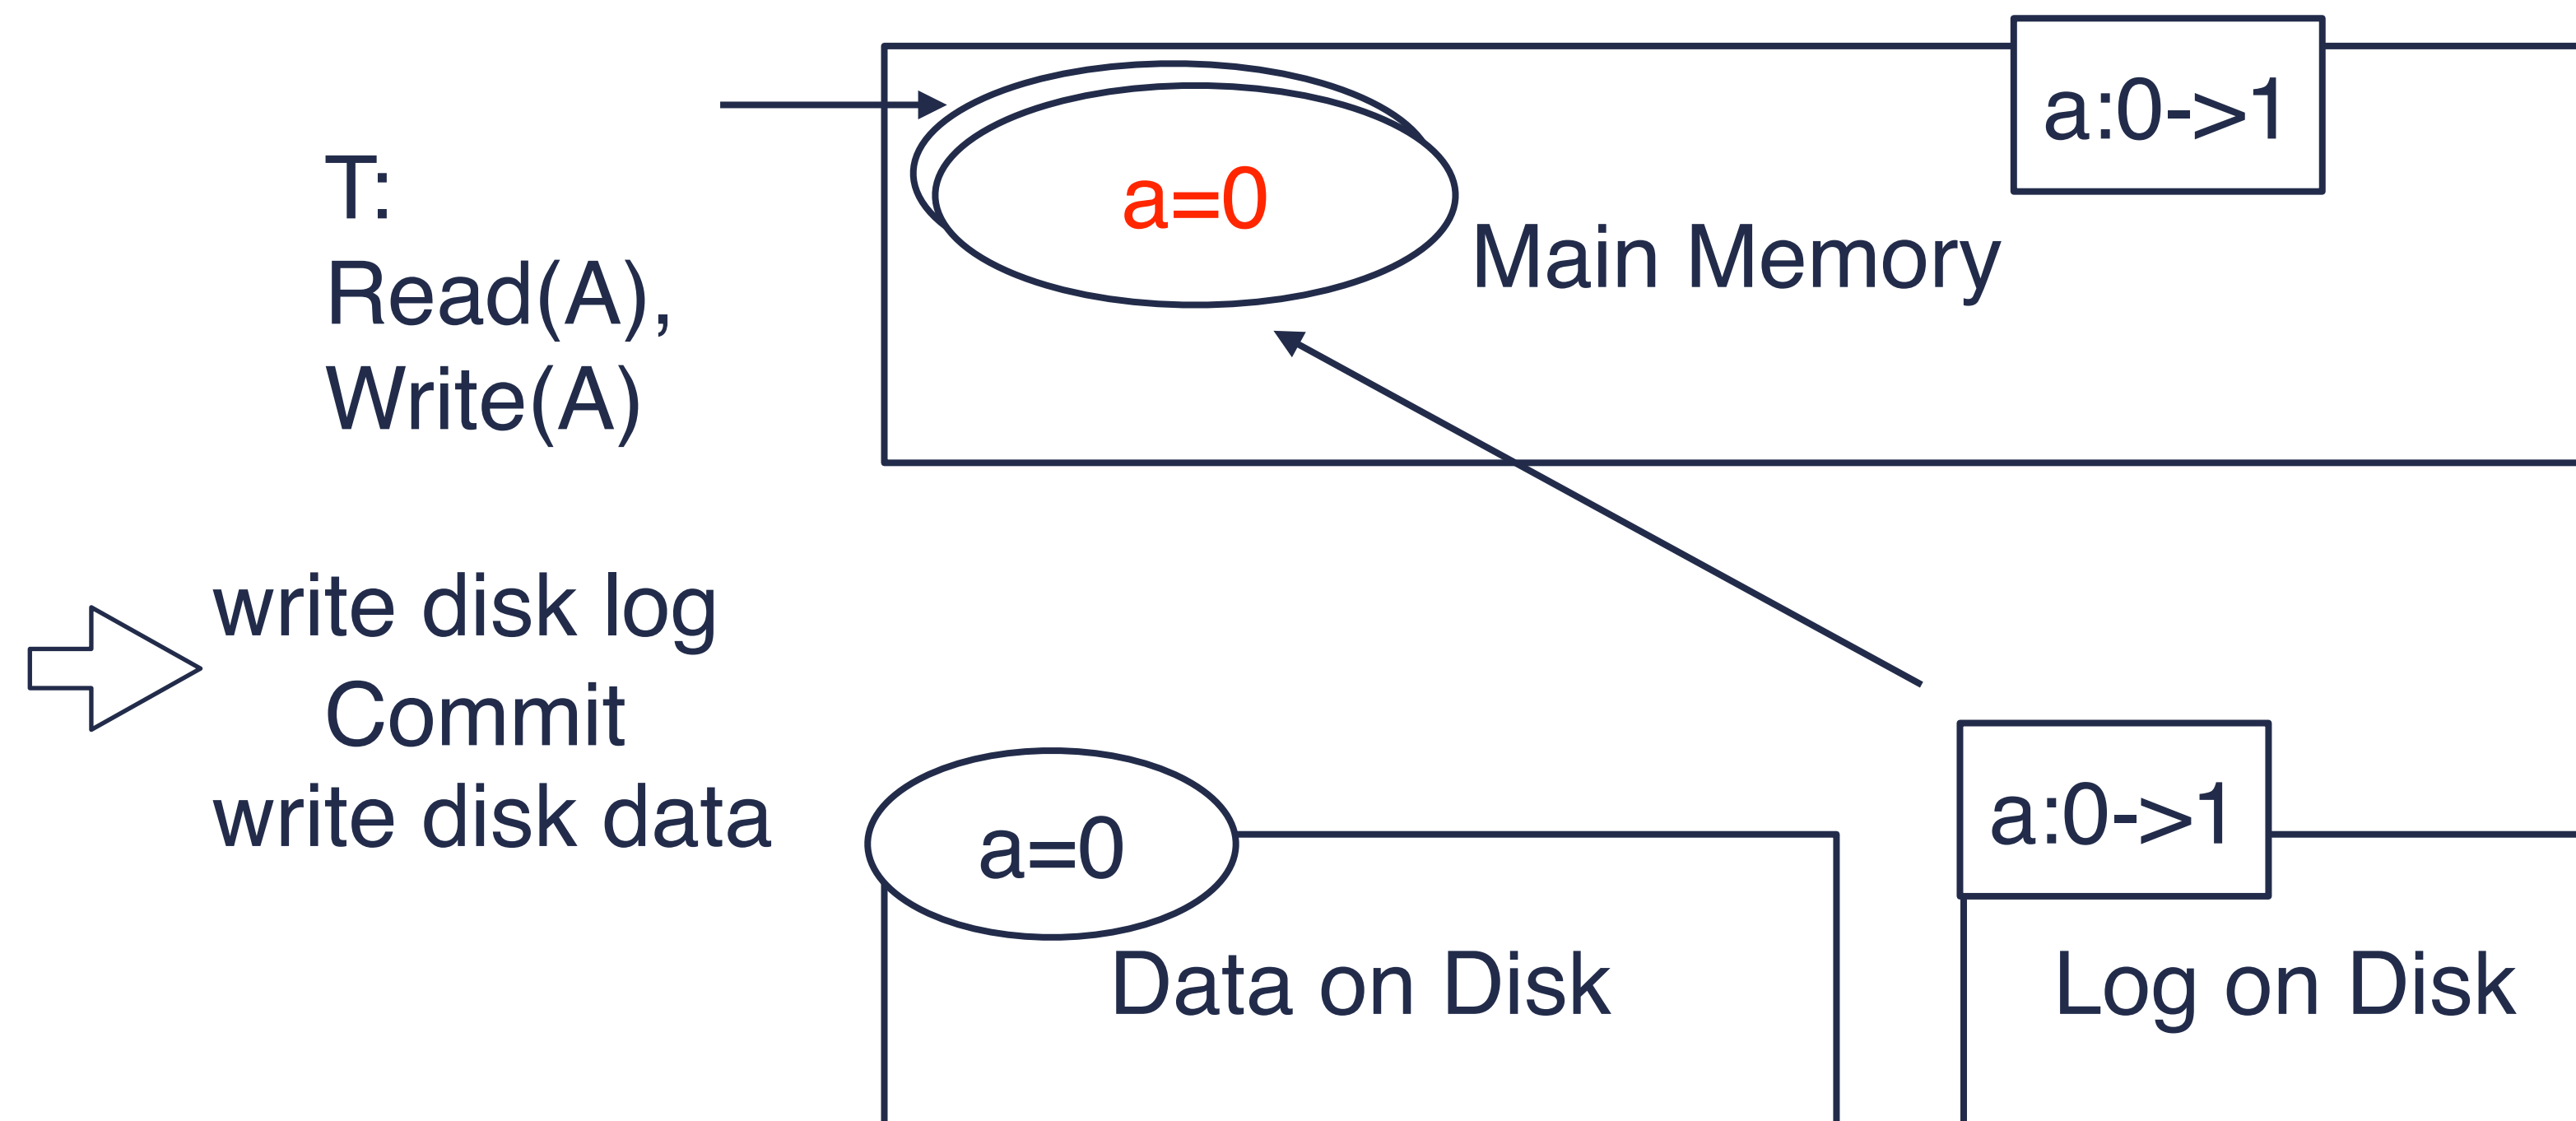 a:0->1
T:
a=0
Read(A),
Main Memory
Write(A)
write disk log
Commit
write disk data
a=0
a:0->1
Data on Disk
Log on Disk